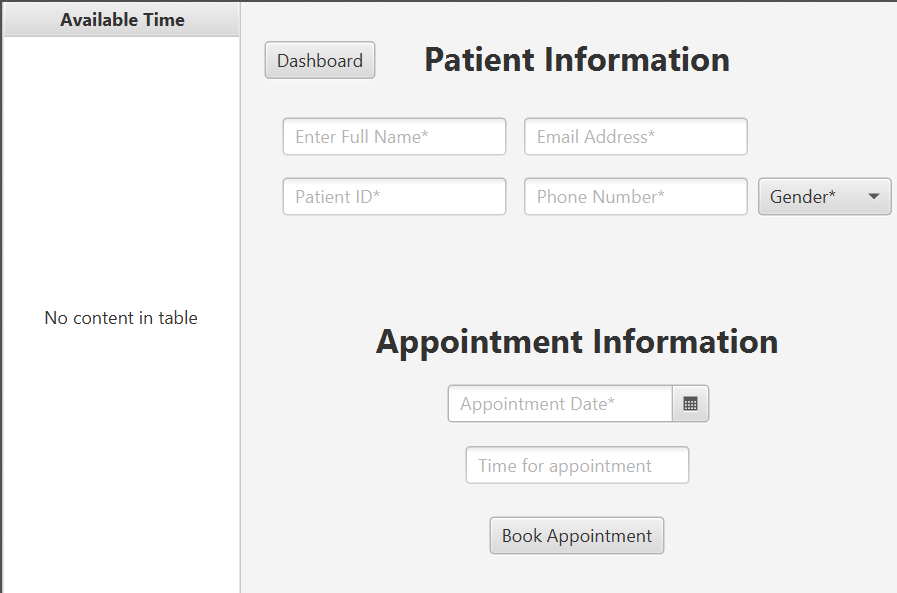 Available Time
No content in table
Dashboard
Patient Information
Enter Full Name*
Email Address*
Patient ID*
Phone Number*
Gender*
Appointment Information
Appointment Date*
Time for appointment
Book Appointment